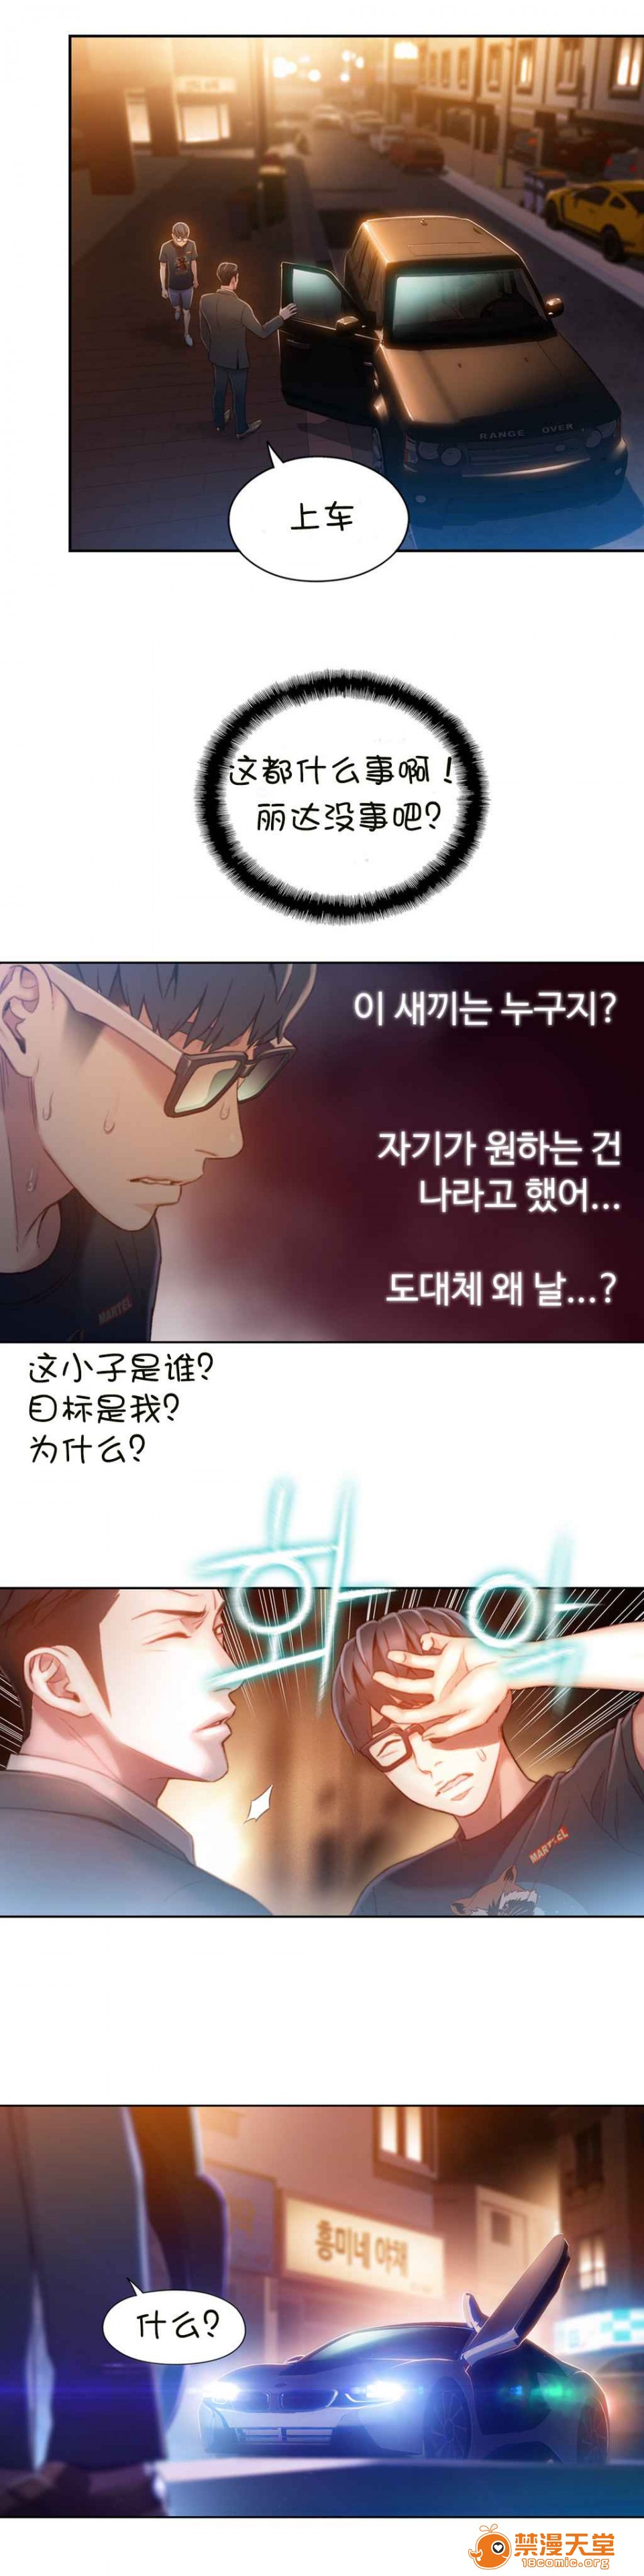 RANGE ROVER
上车
这都什么事啊！
丽达没事吧？
이 새끼는 누구지?
자기가 원하는 건
나라고 했어...
도대체 왜 날...?
MARTEL
这小子是谁？
目标是我？
为什么？
화아
MARTEL
흥미네 야채
什么？
禁漫天堂
18comic.org